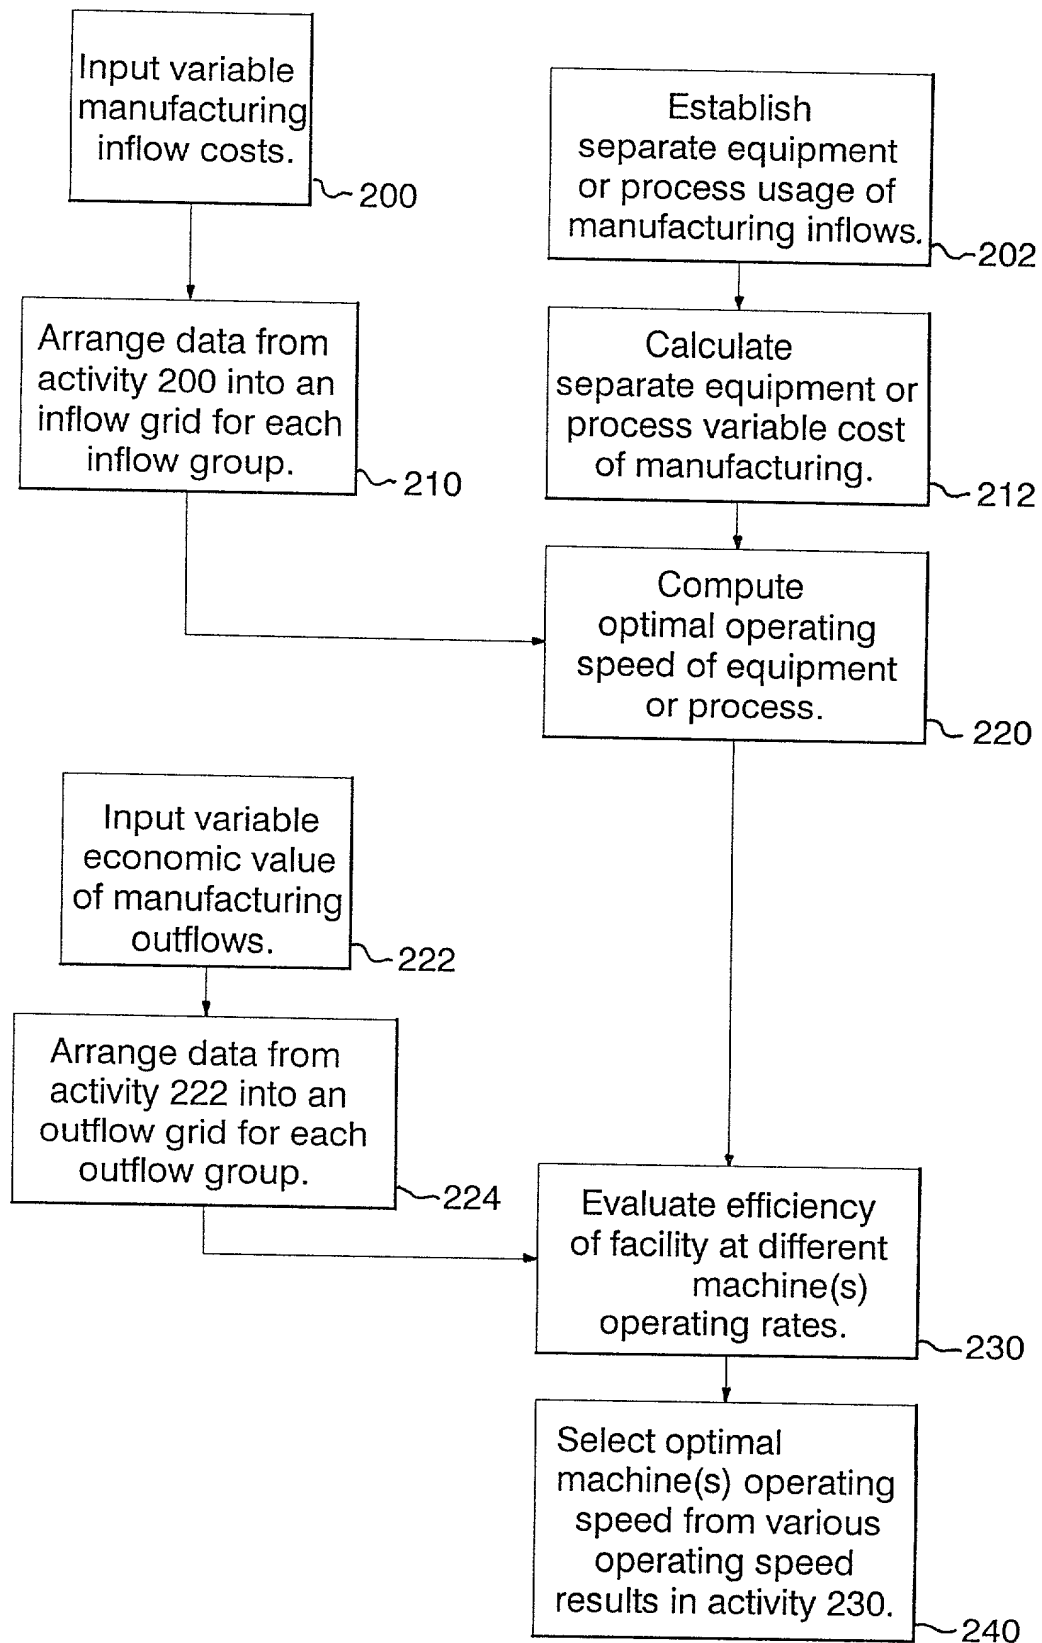 Input variable
manufacturing
inflow costs.
200
Establish
separate equipment
or process usage of
manufacturing inflows.
202
Arrange data from
activity 200 into an
inflow grid for each
inflow group.
210
Calculate
separate equipment or
process variable cost
of manufacturing.
212
Compute
optimal operating
speed of equipment
or process.
220
Input variable
economic value
of manufacturing
outflows.
222
Arrange data from
activity 222 into an
outflow grid for each
outflow group.
224
Evaluate efficiency
of facility at different
machine(s)
operating rates.
230
Select optimal
machine(s) operating
speed from various
operating speed
results in activity 230.
240